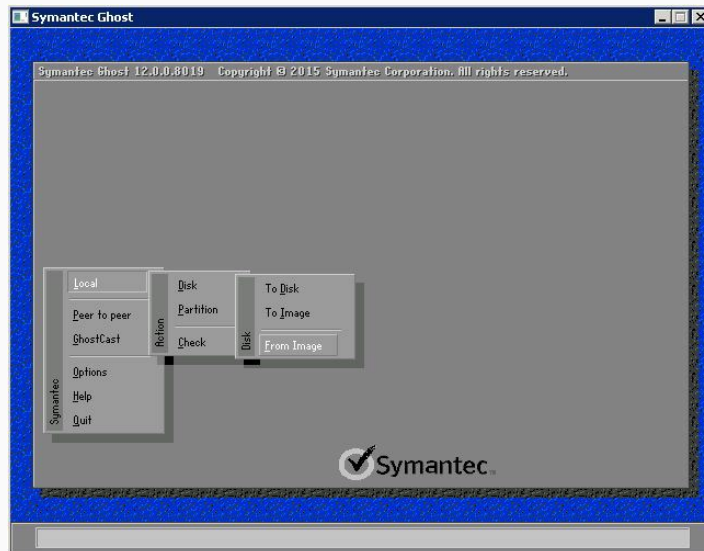 Symantec Ghost
Symantec Ghost 12.0.0.8019 Copyright © 2015 Symantec Corporation. All rights reserved.
Local
Peer to peer
GhostCast
Options
Help
Quit
Symantec
Disk
Partition
Check
Action
To Disk
To Image
From Image
Disk
Symantec.